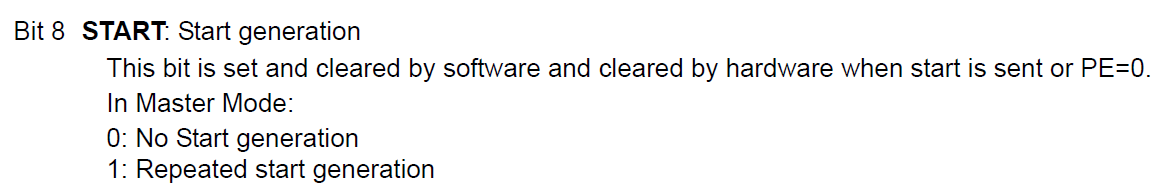 Bit 8 START: Start generation
This bit is set and cleared by software and cleared by hardware when start is sent or PE=0.
In Master Mode:
0: No Start generation
1: Repeated start generation